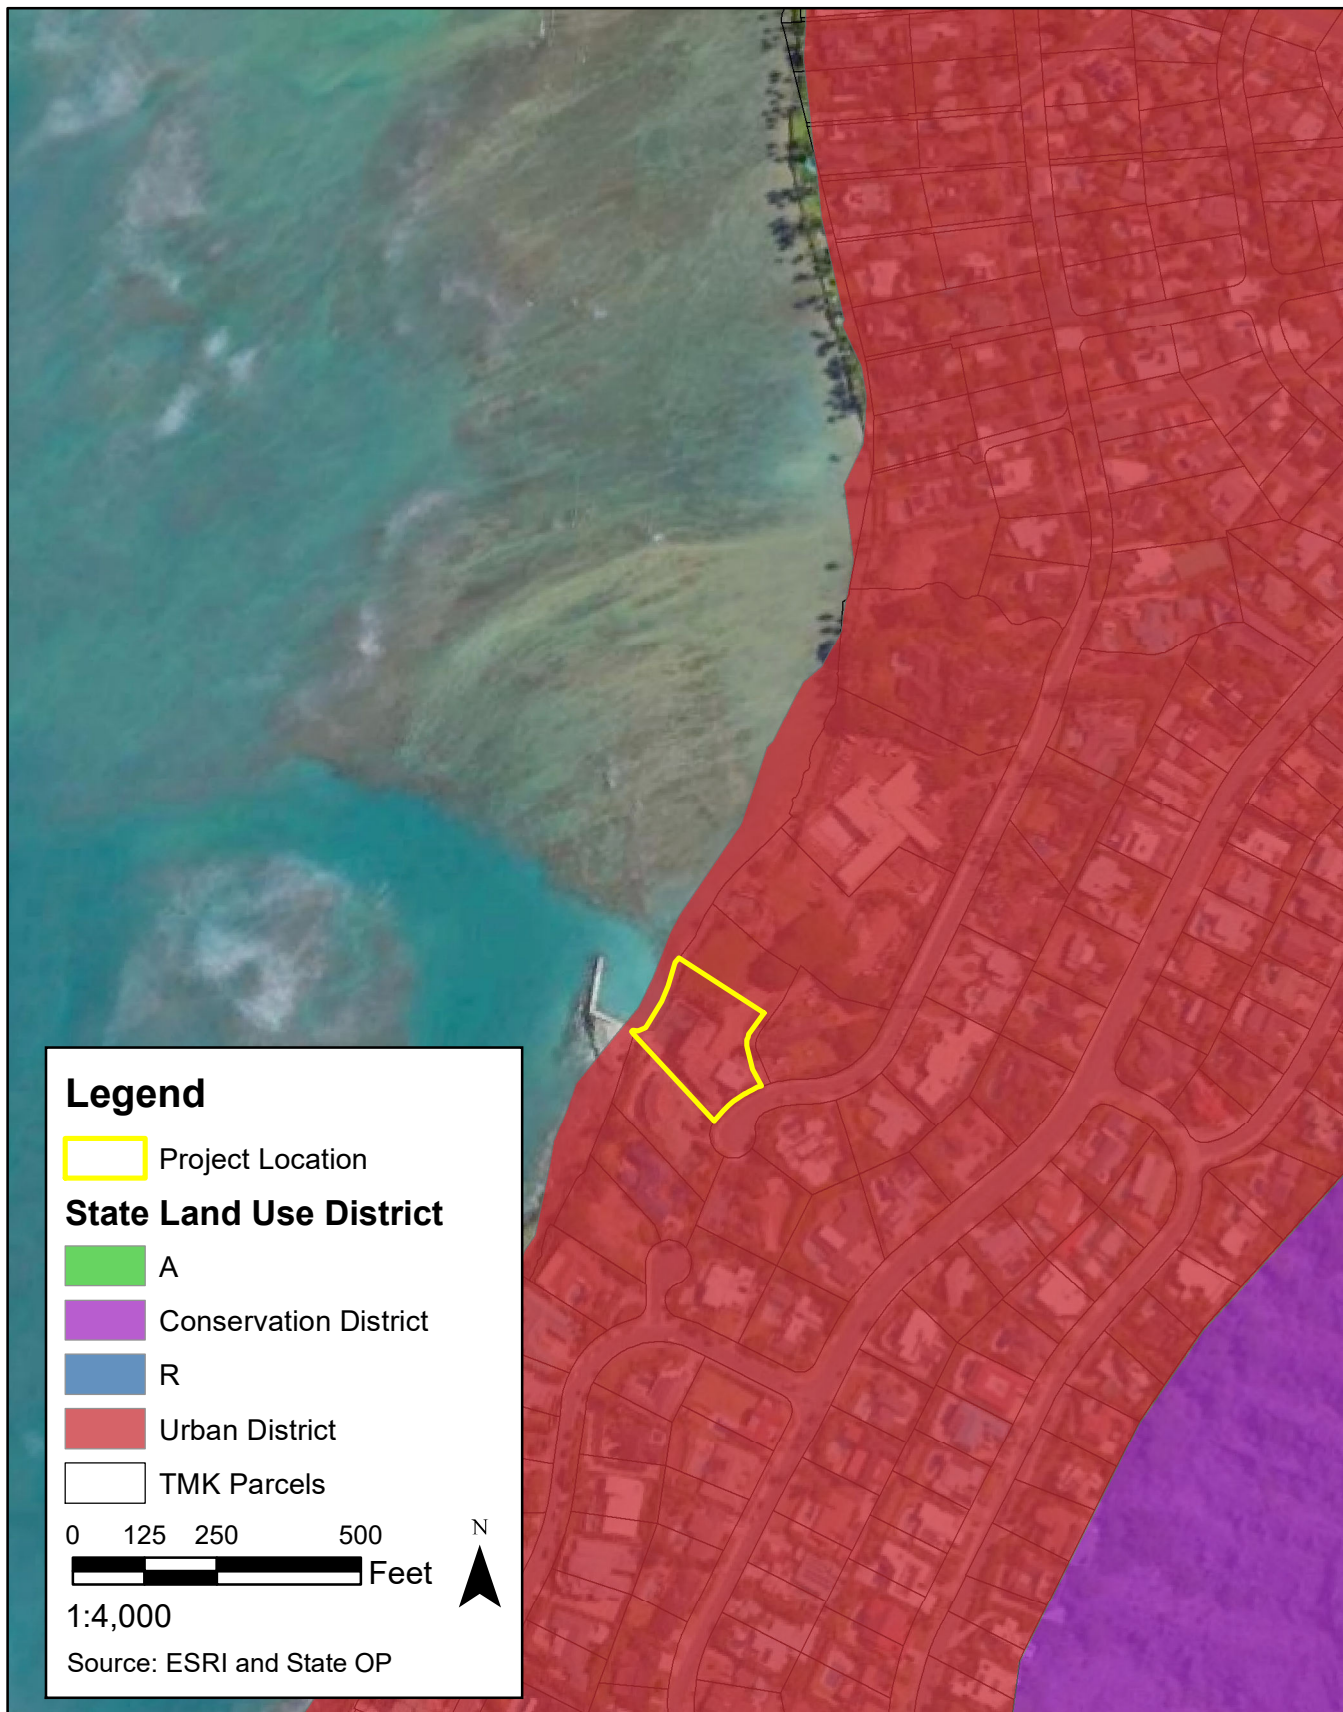 Legend
Project Location
State Land Use District
A
Conservation District
R
Urban District
TMK Parcels
0 125 250 500
Feet
N
1:4,000
Source: ESRI and State OP